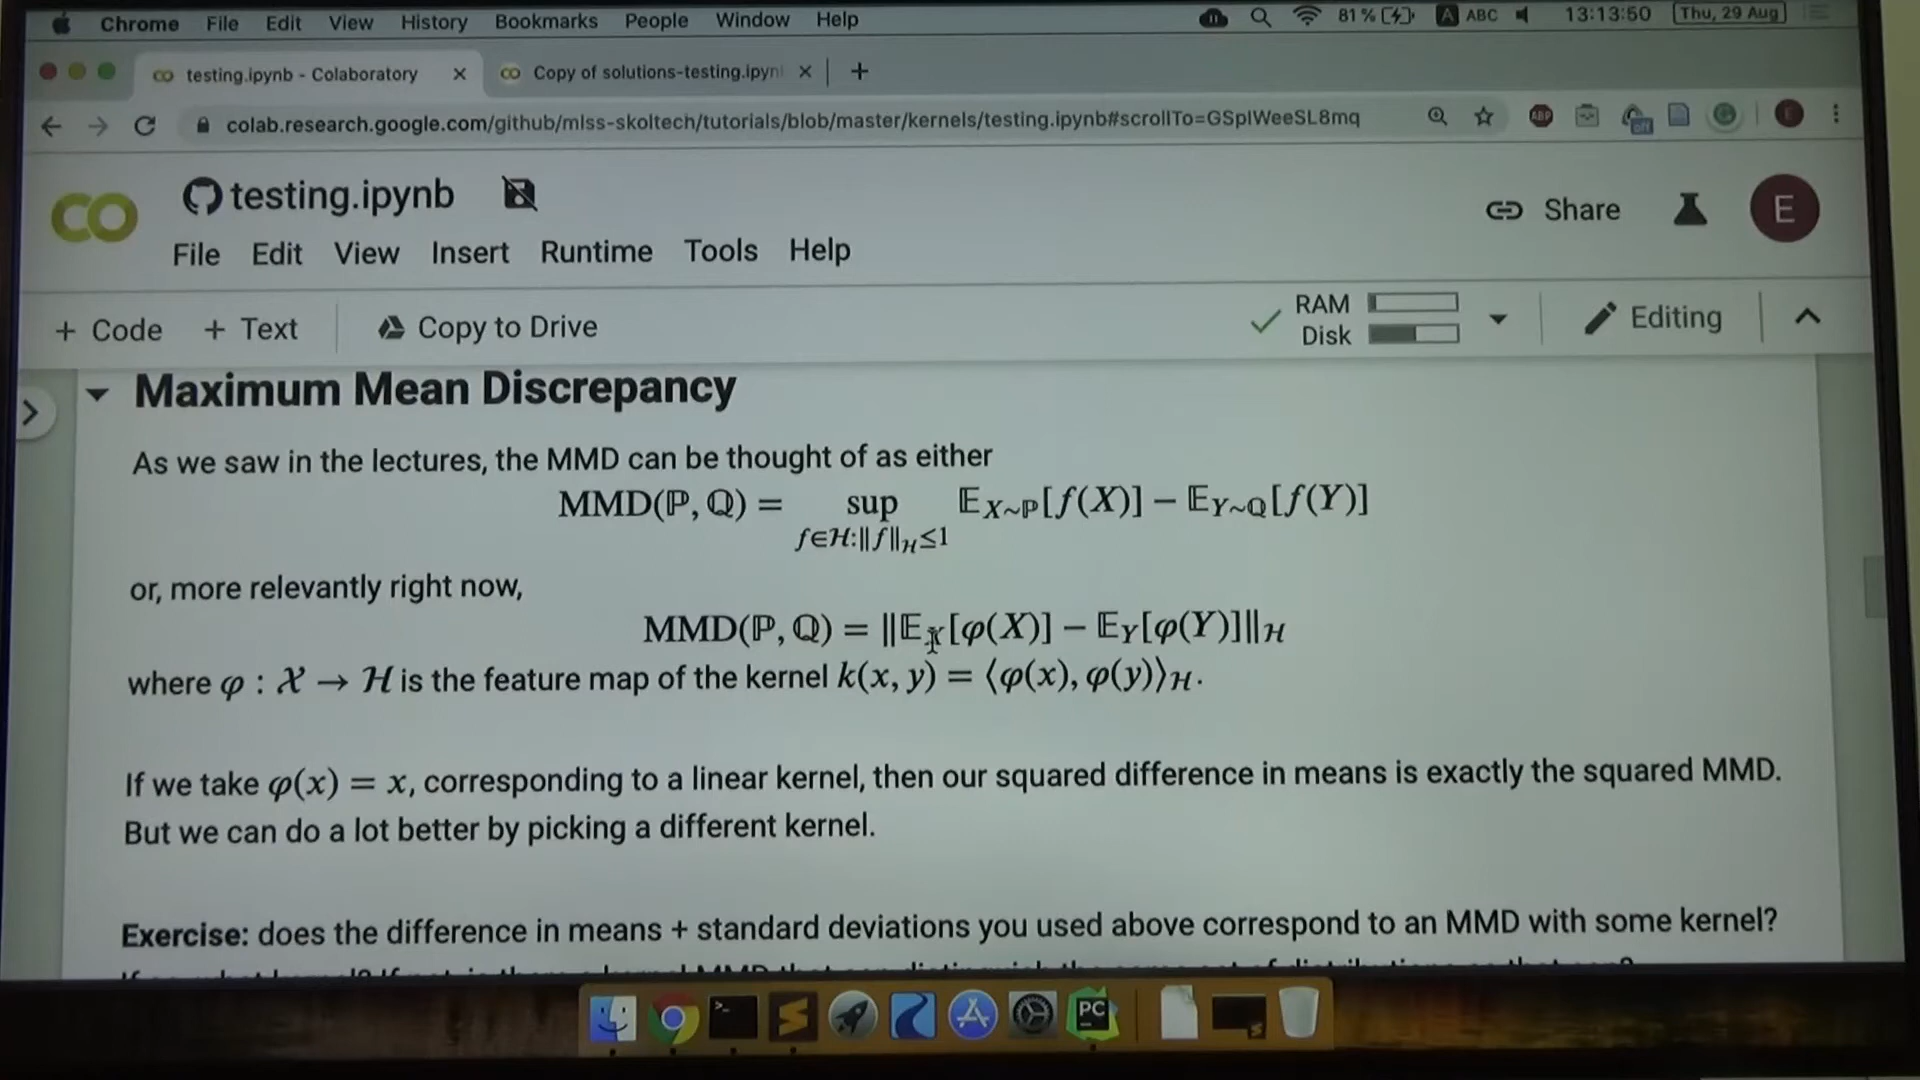 Chrome File Edit View History Bookmarks People Window Help 81% ABC 13:13:50 Thu, 29 Aug
testing.ipynb - Colaboratory Copy of solutions-testing.ipyn
colab.research.google.com/github/mlss-skoltech/tutorials/blob/master/kernels/testing.ipynb#scrollTo=GSplWeeSL8mq ABP off E
CO testing.ipynb Share E
File Edit View Insert Runtime Tools Help
+ Code + Text Copy to Drive RAM Disk Editing
Maximum Mean Discrepancy
As we saw in the lectures, the MMD can be thought of as either
MMD(ℙ, ℚ) = sup 𝔼X∼ℙ[f(X)] − 𝔼Y∼ℚ[f(Y)]
f∈ℋ:‖f‖ℋ≤1
or, more relevantly right now,
MMD(ℙ, ℚ) = ‖𝔼X[φ(X)] − 𝔼Y[φ(Y)]‖ℋ
where φ : 𝒳 → ℋ is the feature map of the kernel k(x, y) = ⟨φ(x), φ(y)⟩ℋ.
If we take φ(x) = x, corresponding to a linear kernel, then our squared difference in means is exactly the squared MMD.
But we can do a lot better by picking a different kernel.
Exercise: does the difference in means + standard deviations you used above correspond to an MMD with some kernel?
PC